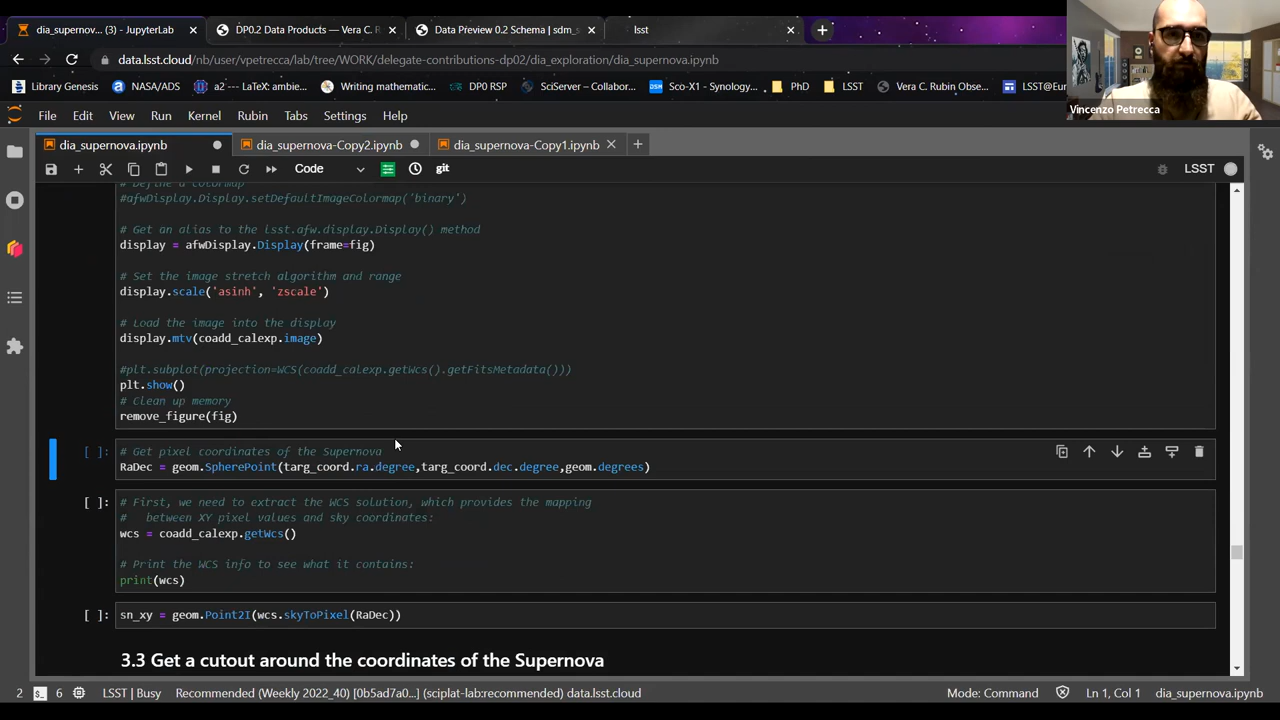 dia_supernov... (3) - JupyterLab
DP0.2 Data Products — Vera C. R
Data Preview 0.2 Schema | sdm_s
lsst
data.lsst.cloud/nb/user/vpetrecca/lab/tree/WORK/delegate-contributions-dp02/dia_exploration/dia_supernova.ipynb
Library Genesis
NASA/ADS
a2 --- LaTeX: ambie...
Writing mathematic...
DP0 RSP
SciServer – Collabor...
Sco-X1 - Synology...
PhD
LSST
Vera C. Rubin Obse...
LSST@Eur
Vincenzo Petrecca
File Edit View Run Kernel Rubin Tabs Settings Help
dia_supernova.ipynb
dia_supernova-Copy2.ipynb
dia_supernova-Copy1.ipynb
Code
git
LSST
# Define a colormap
#afwDisplay.Display.setDefaultImageColormap('binary')
# Get an alias to the lsst.afw.display.Display() method
display = afwDisplay.Display(frame=fig)
# Set the image stretch algorithm and range
display.scale('asinh', 'zscale')
# Load the image into the display
display.mtv(coadd_calexp.image)
#plt.subplot(projection=WCS(coadd_calexp.getWcs().getFitsMetadata()))
plt.show()
# Clean up memory
remove_figure(fig)
[ ]: # Get pixel coordinates of the Supernova
RaDec = geom.SpherePoint(targ_coord.ra.degree,targ_coord.dec.degree,geom.degrees)
[ ]: # First, we need to extract the WCS solution, which provides the mapping
#   between XY pixel values and sky coordinates:
wcs = coadd_calexp.getWcs()
# Print the WCS info to see what it contains:
print(wcs)
[ ]: sn_xy = geom.Point2I(wcs.skyToPixel(RaDec))
3.3 Get a cutout around the coordinates of the Supernova
2
6
LSST | Busy
Recommended (Weekly 2022_40) [0b5ad7a0...] (sciplat-lab:recommended) data.lsst.cloud
Mode: Command
Ln 1, Col 1
dia_supernova.ipynb